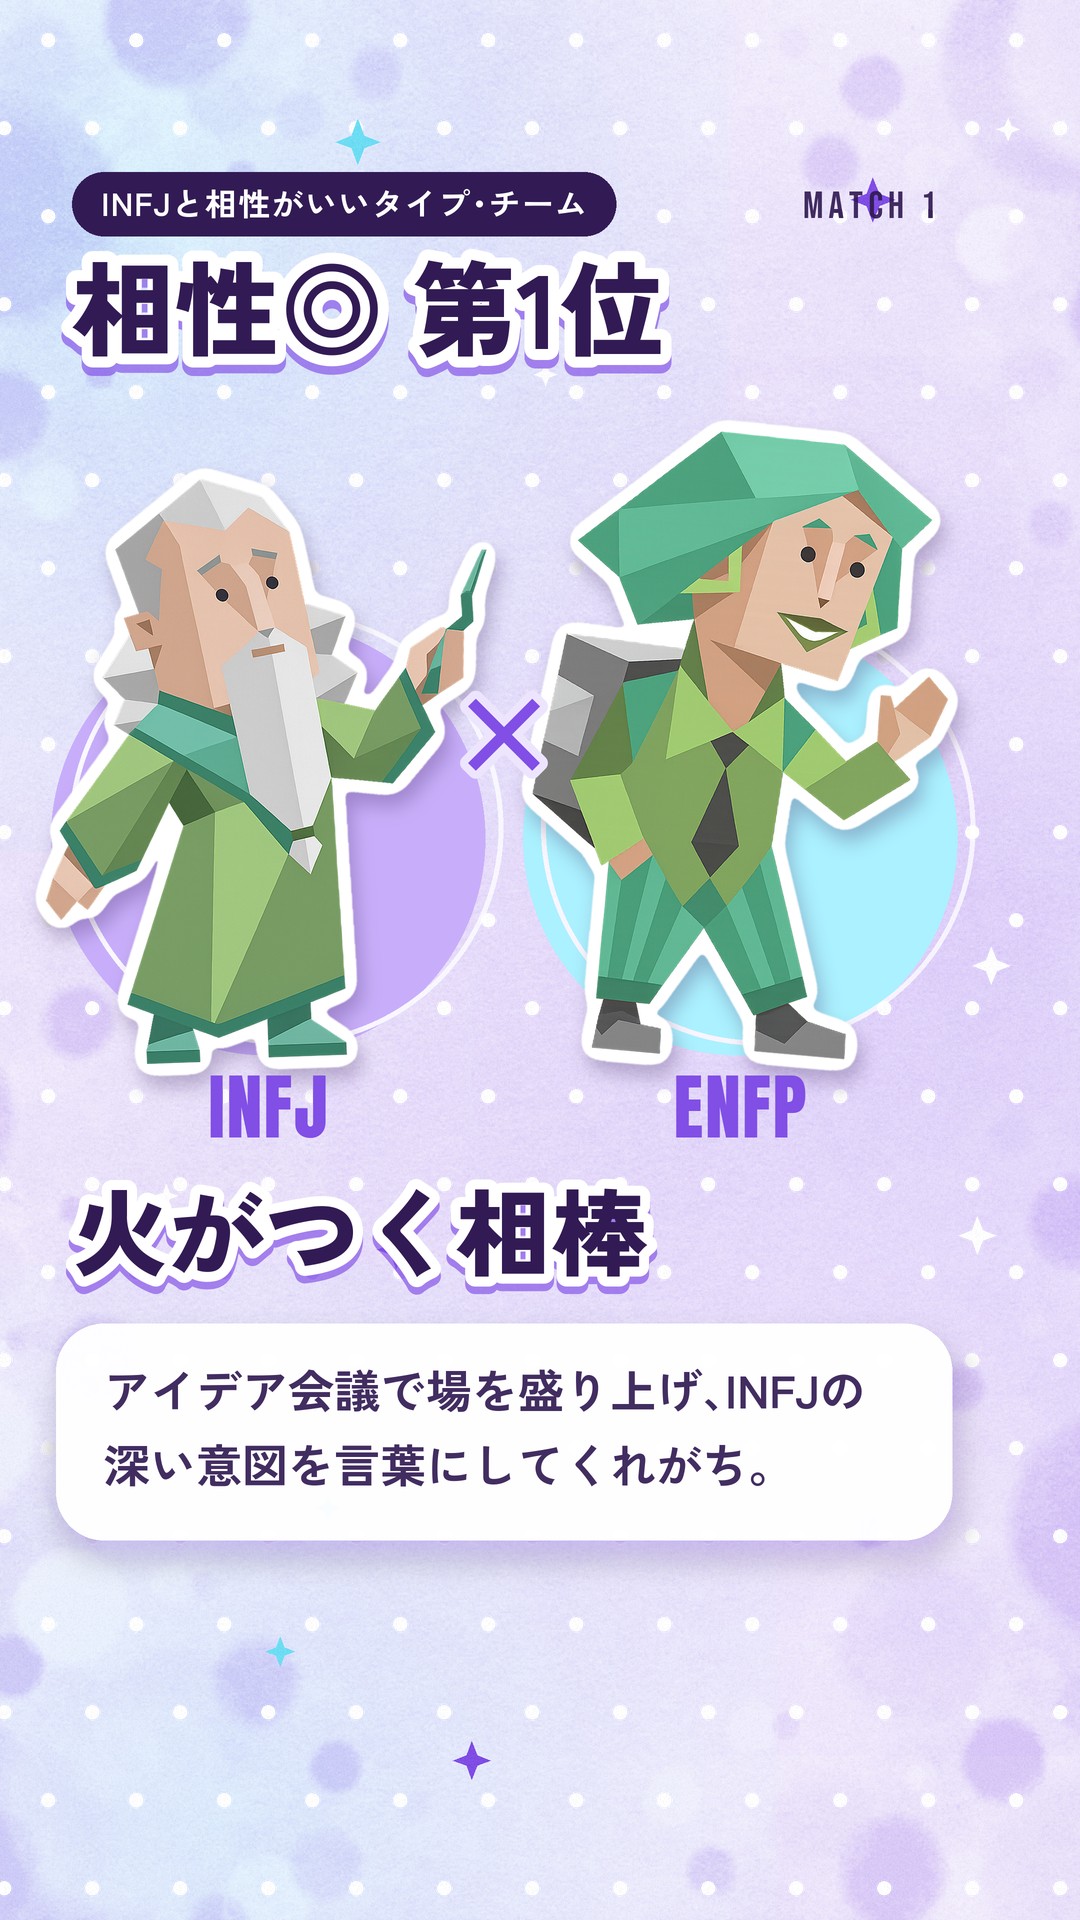 INFJと相性がいいタイプ・チーム
MATCH 1
相性◎ 第1位
×
INFJ
ENFP
火がつく相棒
アイデア会議で場を盛り上げ、INFJの
深い意図を言葉にしてくれがち。